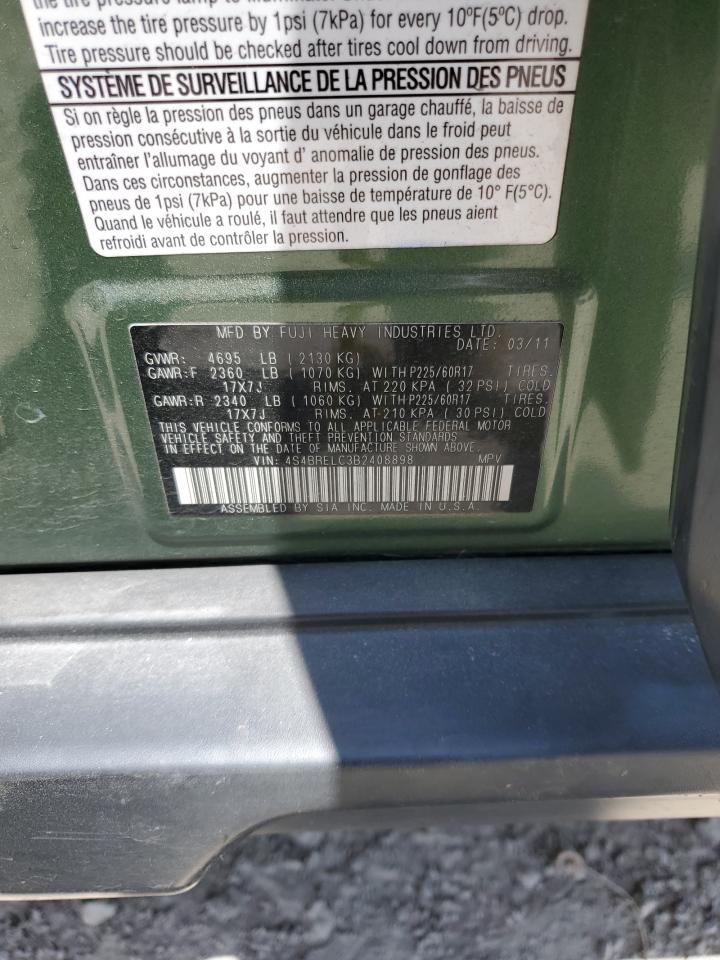 the tire pressure lamp to illuminate. Under
increase the tire pressure by 1psi (7kPa) for every 10ºF(5ºC) drop.
Tire pressure should be checked after tires cool down from driving.
SYSTÈME DE SURVEILLANCE DE LA PRESSION DES PNEUS
Si on règle la pression des pneus dans un garage chauffé, la baisse de
pression consécutive à la sortie du véhicule dans le froid peut
entraîner l'allumage du voyant d' anomalie de pression des pneus.
Dans ces circonstances, augmenter la pression de gonflage des
pneus de 1psi (7kPa) pour une baisse de température de 10° F(5°C).
Quand le véhicule a roulé, il faut attendre que les pneus aient
refroidi avant de contrôler la pression.
MFD BY FUJI HEAVY INDUSTRIES LTD.
DATE: 03/11
GVWR: 4695 LB (2130 KG)
GAWR:F 2360 LB (1070 KG) WITH P225/60R17 TIRES.
17X7J RIMS. AT 220 KPA (32 PSI) COLD
GAWR:R 2340 LB (1060 KG) WITH P225/60R17 TIRES.
17X7J RIMS. AT 210 KPA (30 PSI) COLD
THIS VEHICLE CONFORMS TO ALL APPLICABLE FEDERAL MOTOR
VEHICLE SAFETY AND THEFT PREVENTION STANDARDS
IN EFFECT ON THE DATE OF MANUFACTURE SHOWN ABOVE.
VIN: 4S4BRELC3B2408898 MPV
ASSEMBLED BY SIA INC. MADE IN U.S.A.